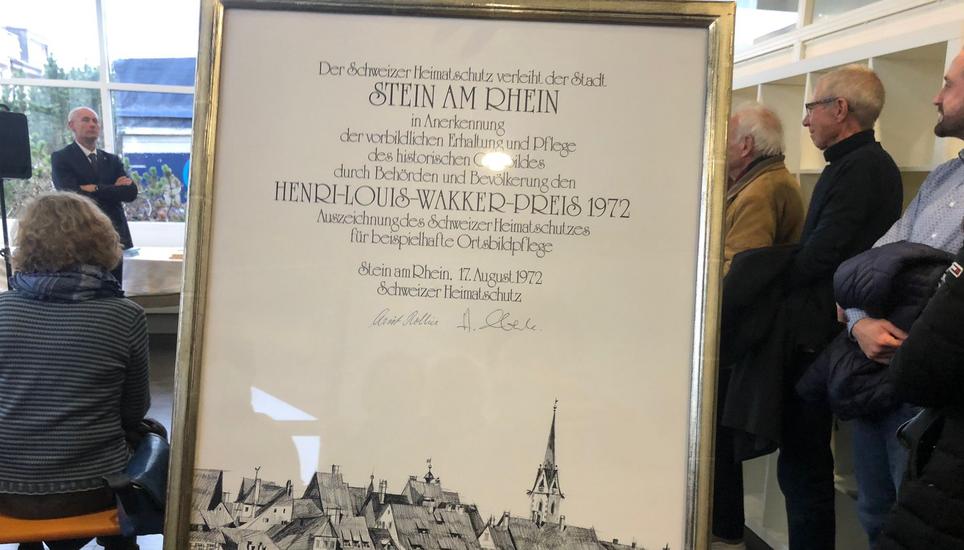 Der Schweizer Heimatschutz verleiht der Stadt
STEIN AM RHEIN
in Anerkennung
der vorbildlichen Erhaltung und Pflege
des historischen
durch Behörden und Bevölkerung den
HENRI-LOUIS-WAKKER-PREIS 1972
Auszeichnung des Schweizer Heimatschutzes
für beispielhafte Ortsbildpflege
Stein am Rhein, 17. August 1972
Schweizer Heimatschutz